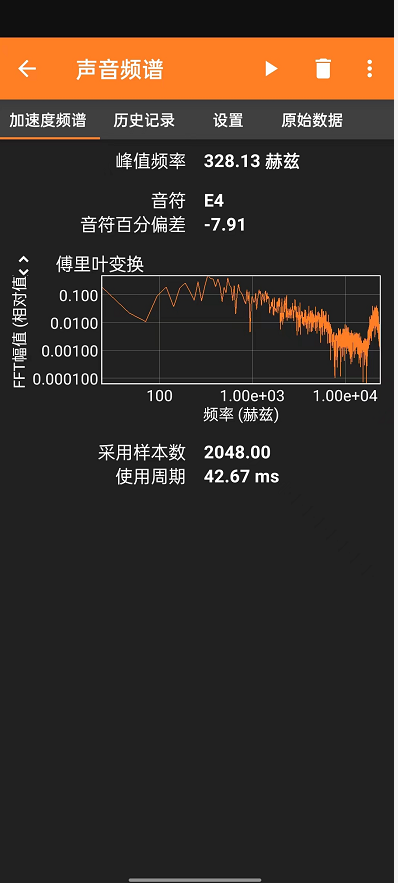 声音频谱
加速度频谱 历史记录 设置 原始数据
峰值频率 328.13 赫兹
音符 E4
音符百分偏差 -7.91
傅里叶变换
FFT幅值 (相对值
0.100
0.0100
0.00100
0.000100
100 1.00e+03 1.00e+04
频率 (赫兹)
采用样本数 2048.00
使用周期 42.67 ms